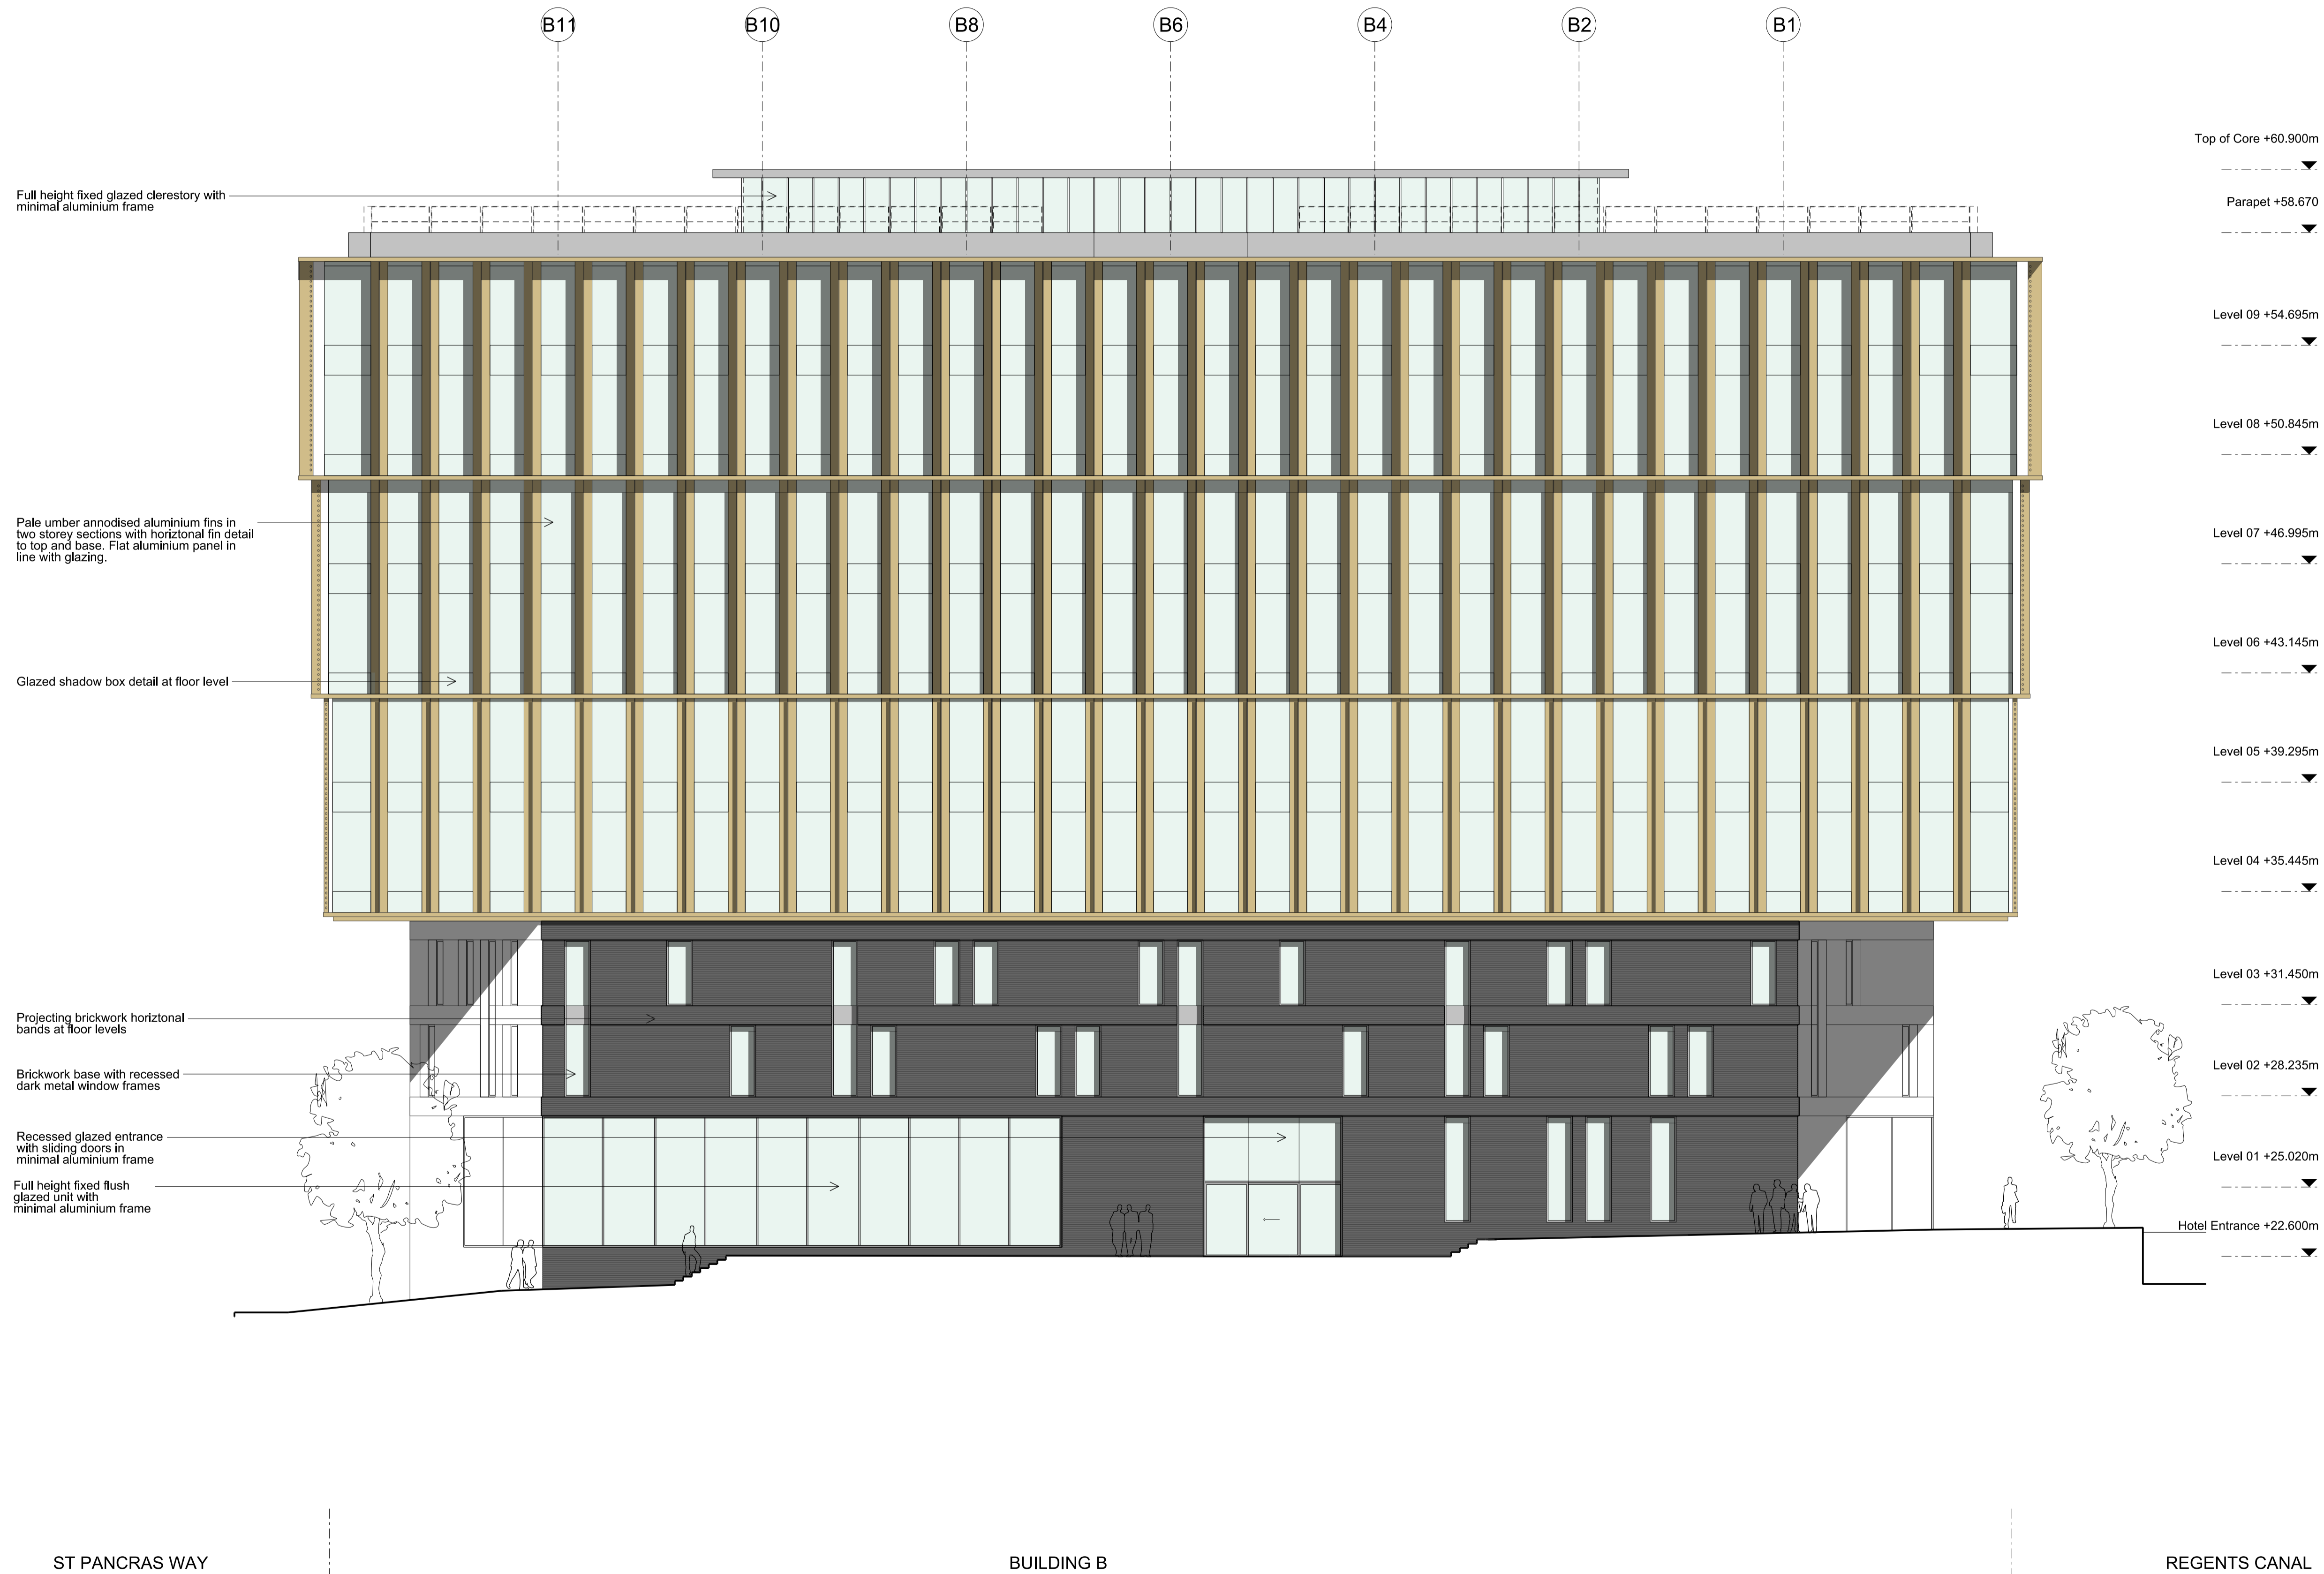 B11
B10
B8
B6
B4
B2
B1
Top of Core +60.900m
Full height fixed glazed clerestory with
minimal aluminium frame
Parapet +58.670
Level 09 +54.695m
Level 08 +50.845m
Pale umber annodised aluminium fins in
two storey sections with horiztonal fin detail
to top and base. Flat aluminium panel in
line with glazing.
Level 07 +46.995m
Level 06 +43.145m
Glazed shadow box detail at floor level
Level 05 +39.295m
Level 04 +35.445m
Level 03 +31.450m
Projecting brickwork horiztonal
bands at floor levels
Level 02 +28.235m
Brickwork base with recessed
dark metal window frames
Recessed glazed entrance
with sliding doors in
minimal aluminium frame
Level 01 +25.020m
Full height fixed flush
glazed unit with
minimal aluminium frame
Hotel Entrance +22.600m
ST PANCRAS WAY
BUILDING B
REGENTS CANAL